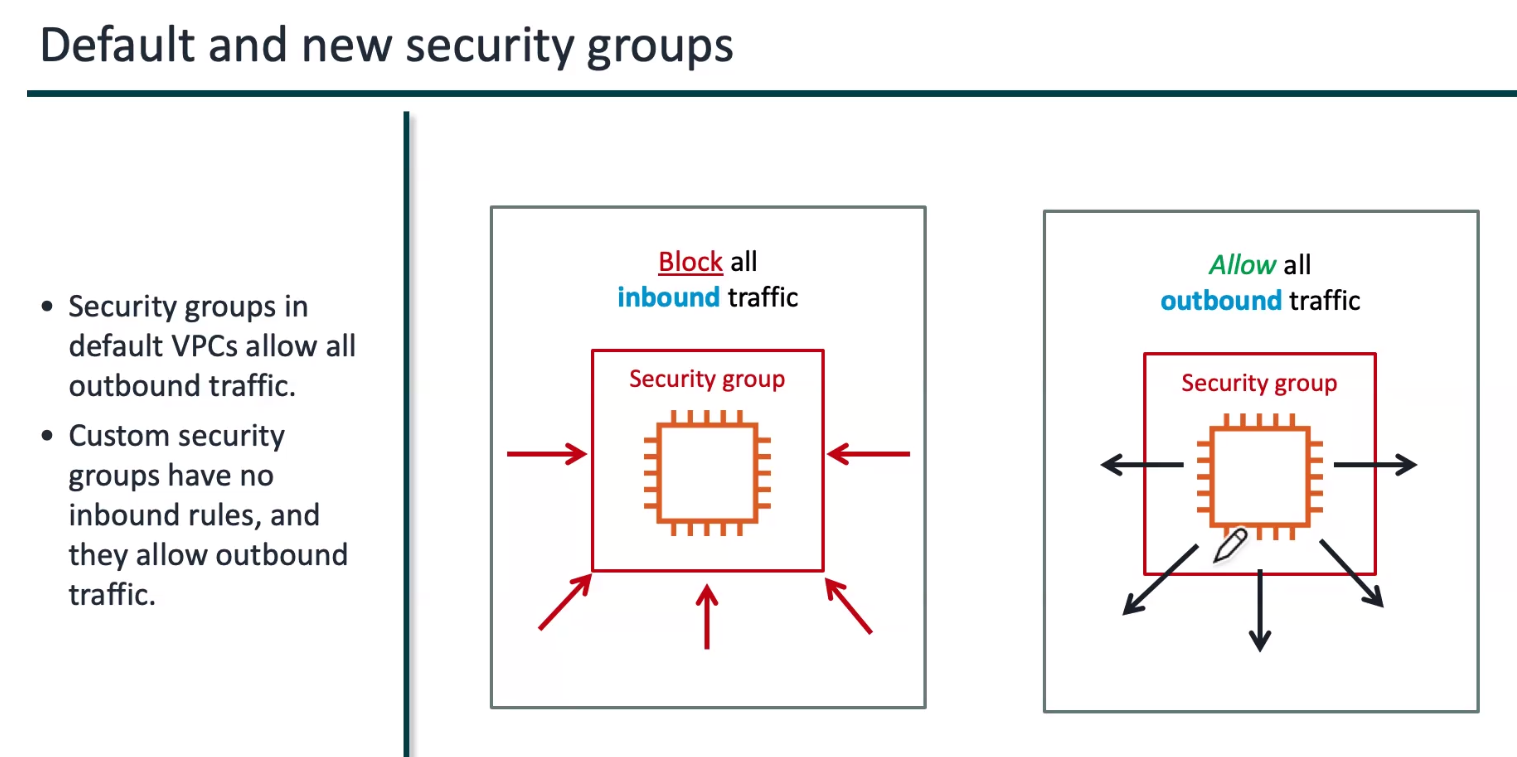 Default and new security groups
• Security groups in
default VPCs allow all
outbound traffic.
• Custom security
groups have no
inbound rules, and
they allow outbound
traffic.
Block all
inbound traffic
Security group
Allow all
outbound traffic
Security group